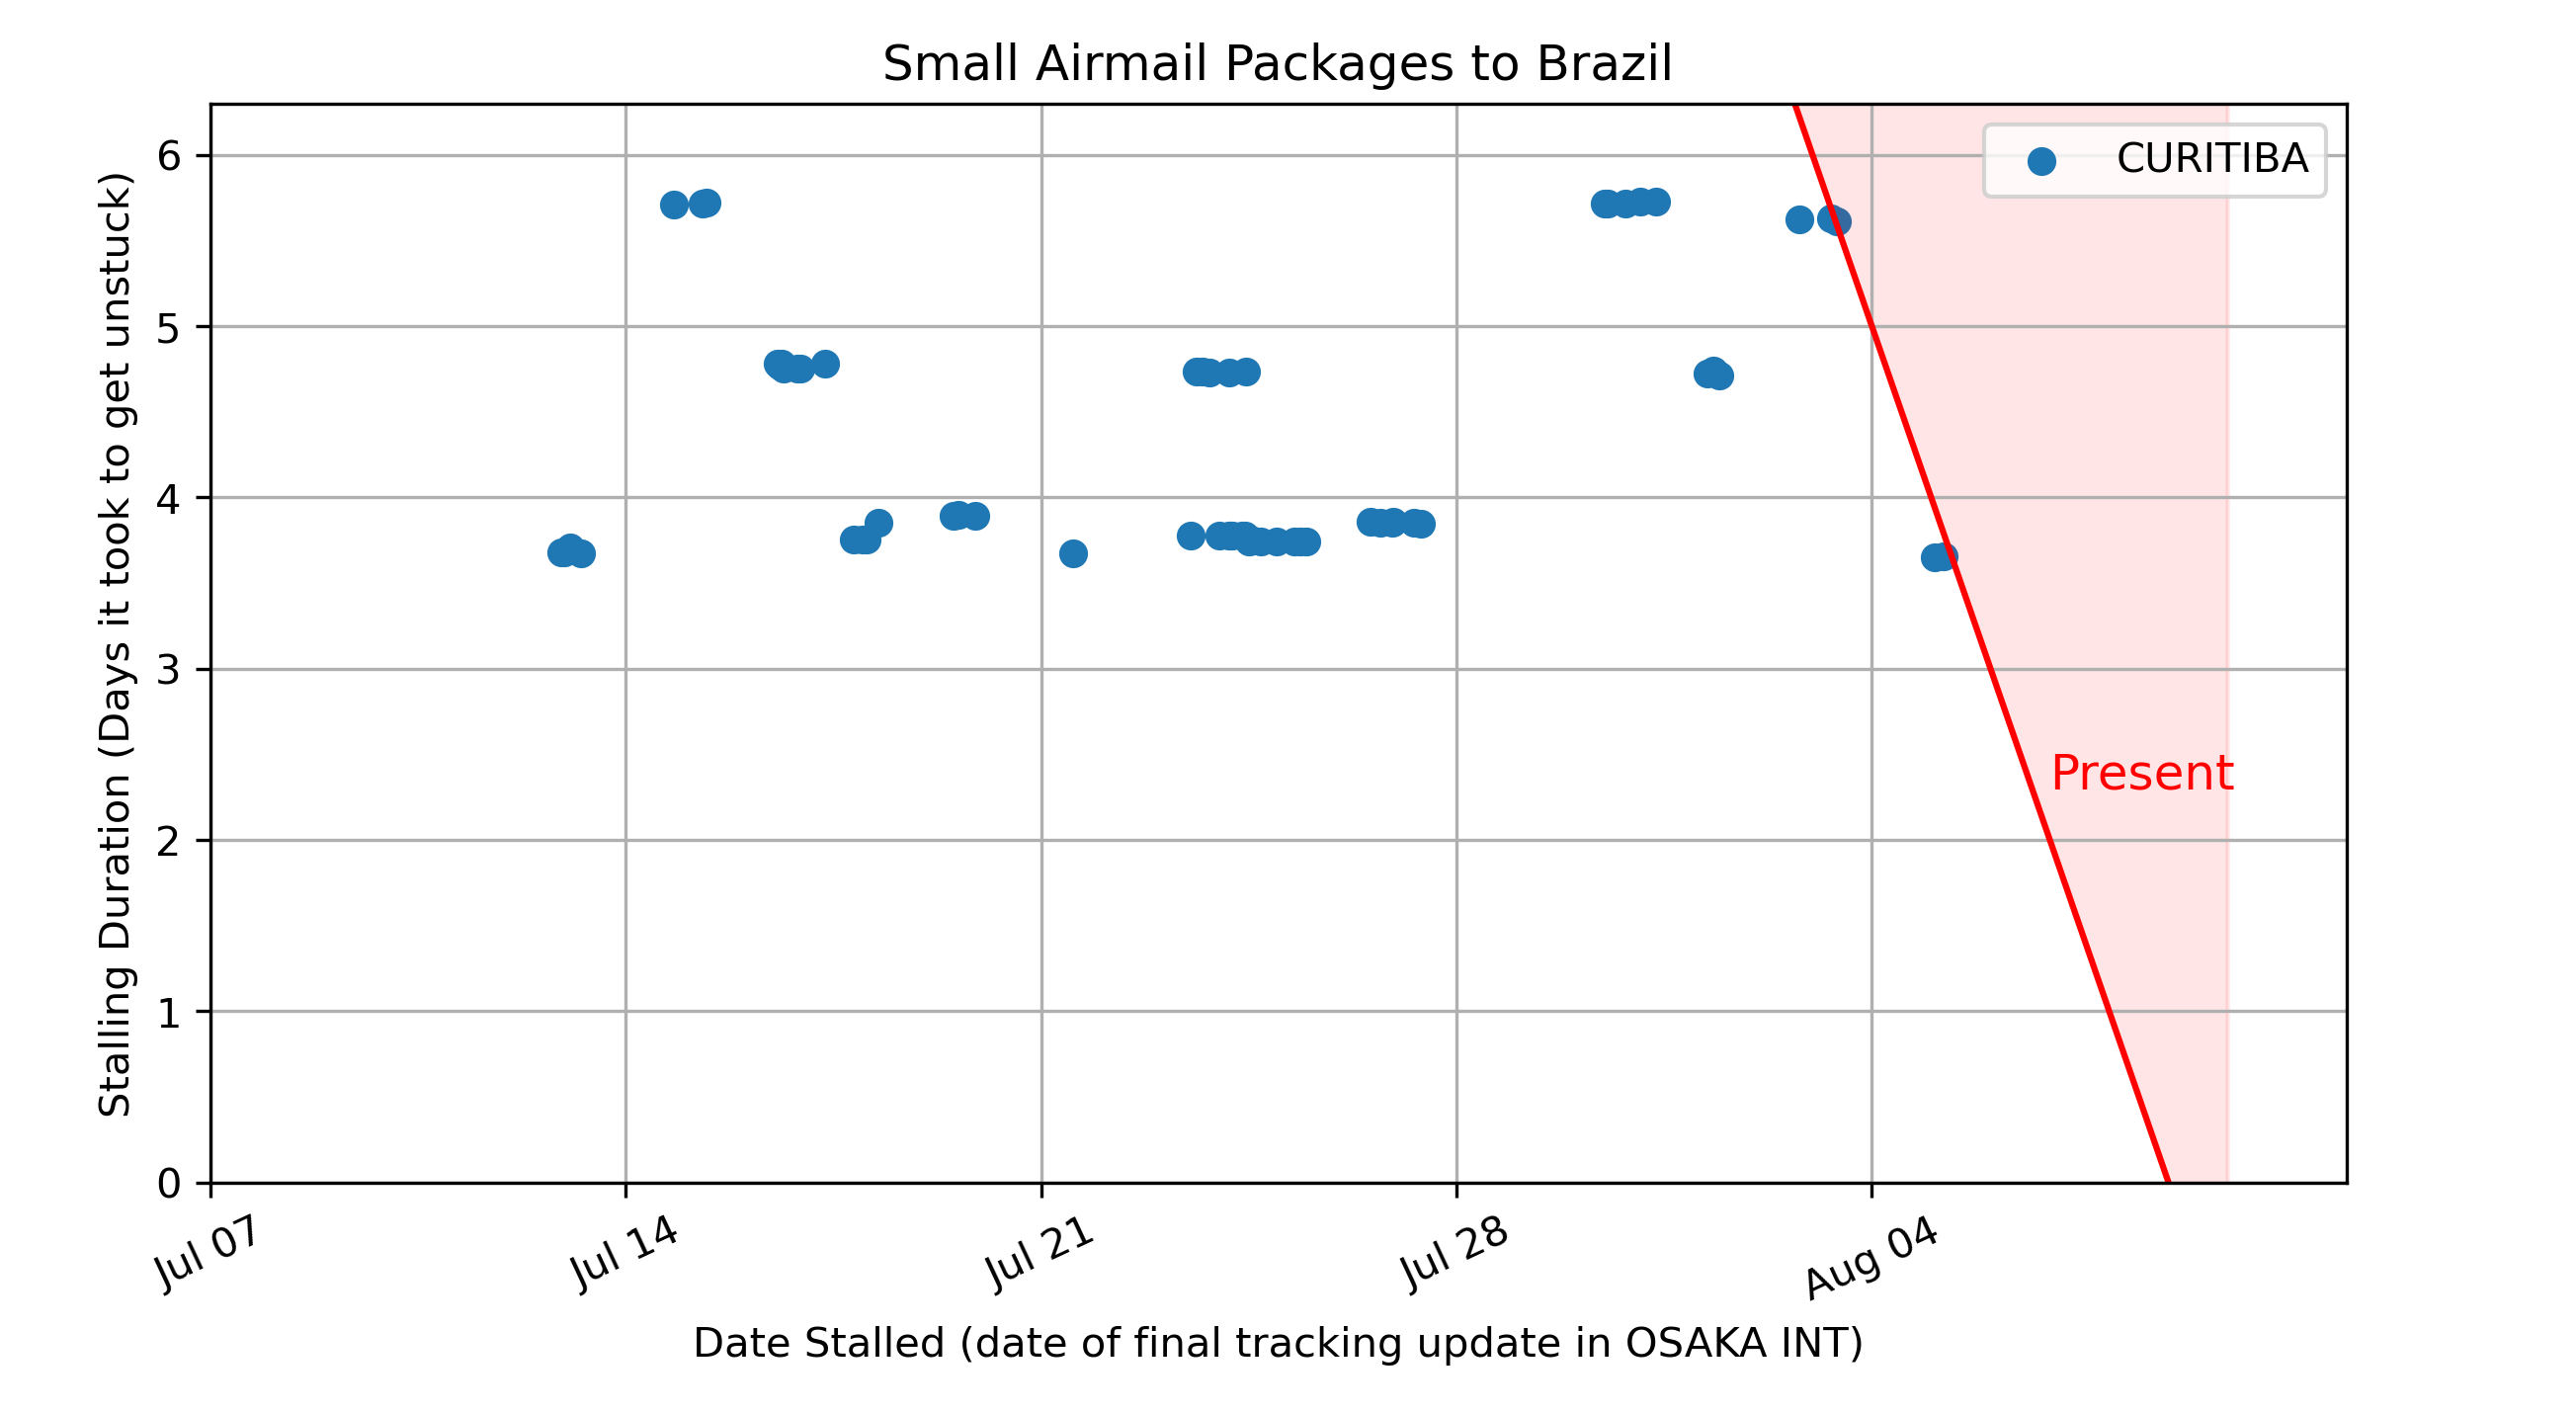 Small Airmail Packages to Brazil
CURITIBA
Stalling Duration (Days it took to get unstuck)
6
5
4
3
2
1
0
Present
Jul 07
Jul 14
Jul 21
Jul 28
Aug 04
Date Stalled (date of final tracking update in OSAKA INT)